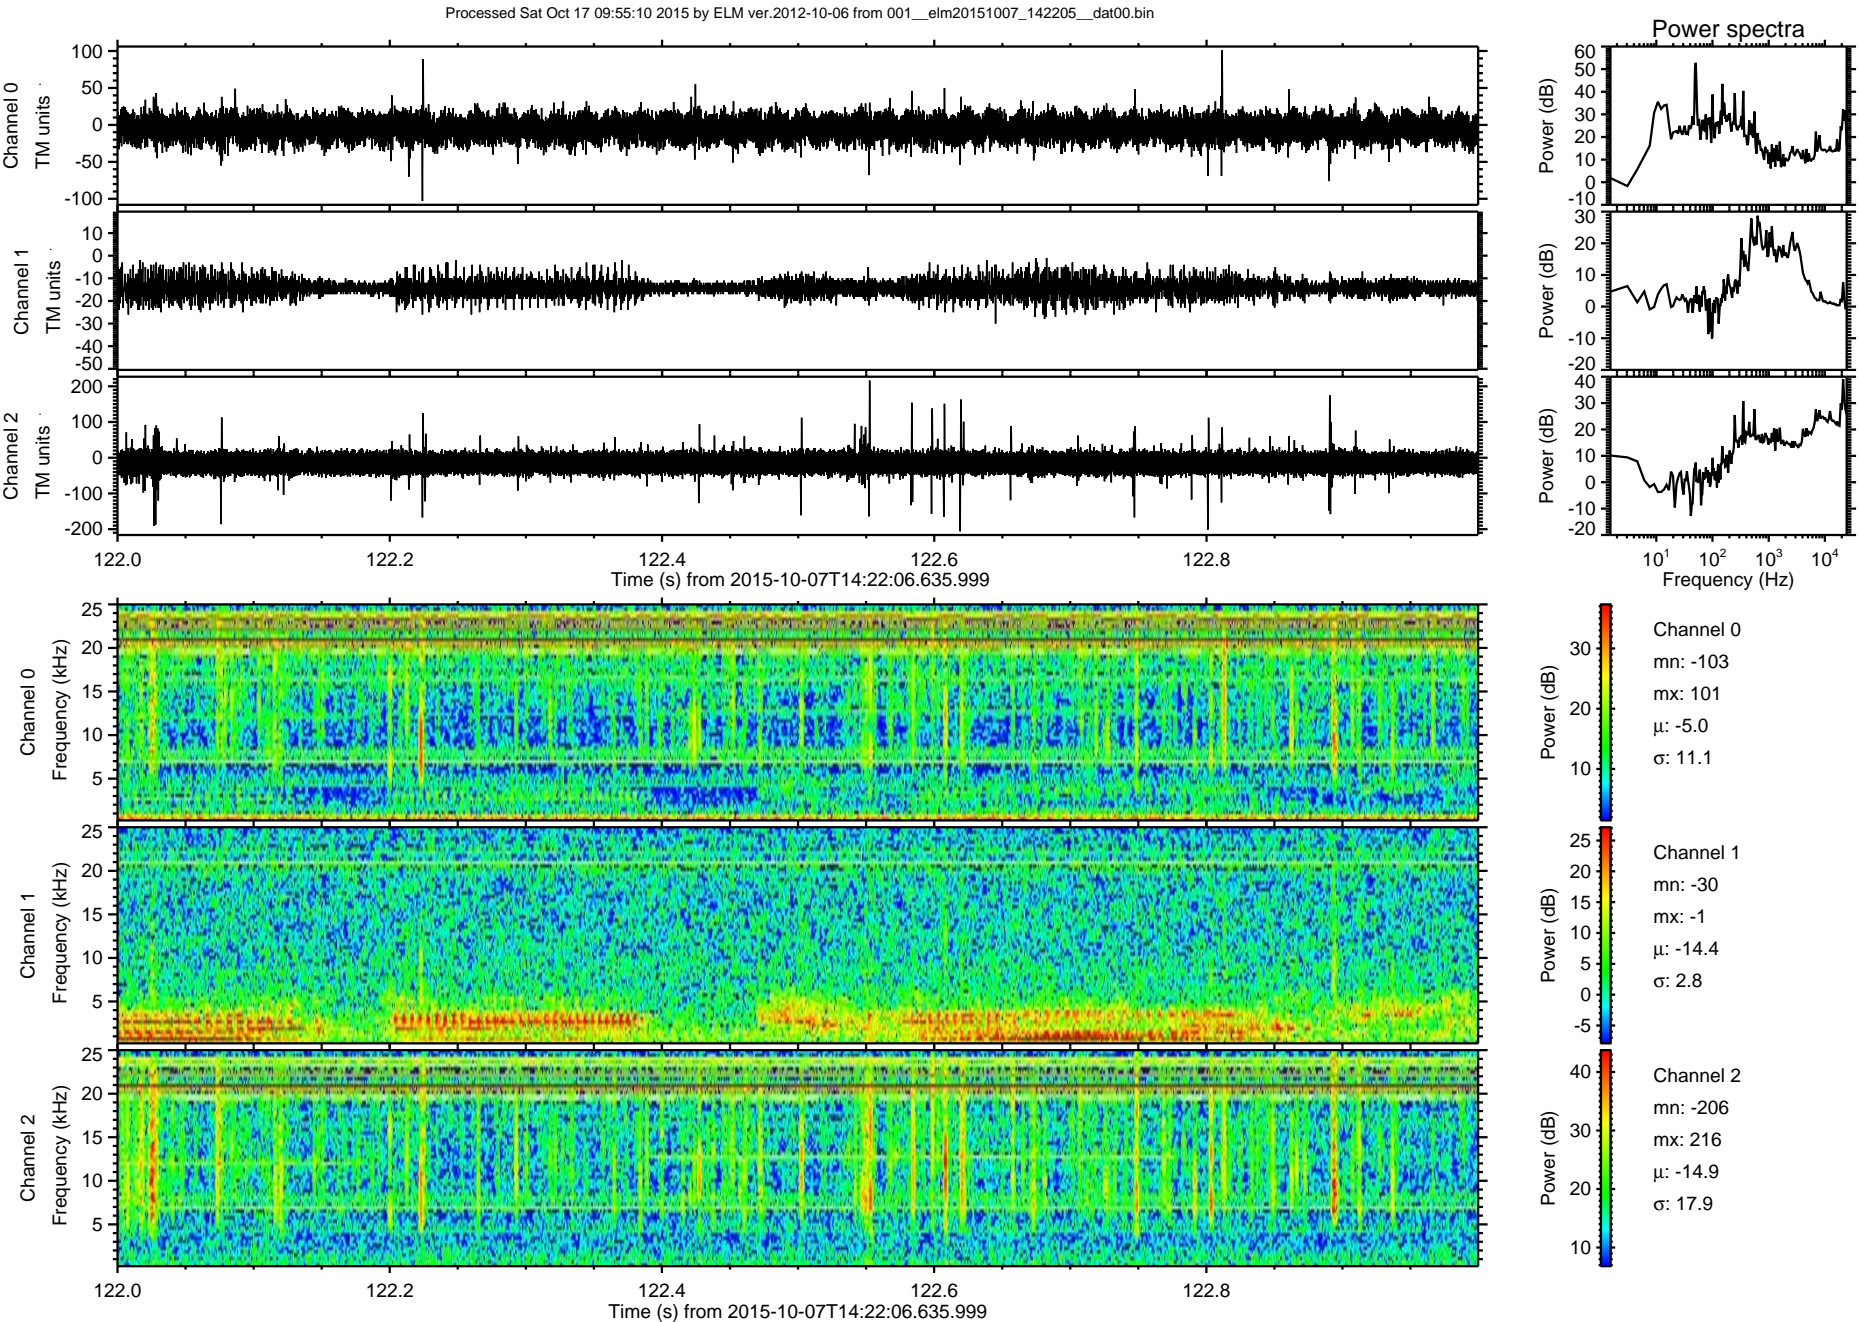 Processed Sat Oct 17 09:55:10 2015 by ELM ver.2012-10-06 from 001__elm20151007_142205__dat00.bin
Power spectra
Channel 0
TM units
100
50
0
-50
-100
Power (dB)
60
50
40
30
20
10
0
-10
Channel 1
TM units
10
0
-10
-20
-30
-40
-50
Power (dB)
30
20
10
0
-10
-20
Channel 2
TM units
200
100
0
-100
-200
Power (dB)
40
30
20
10
0
-10
-20
122.0 122.2 122.4 122.6 122.8
Time (s) from 2015-10-07T14:22:06.635.999
10¹ 10² 10³ 10⁴
Frequency (Hz)
Channel 0
Frequency (kHz)
25
20
15
10
5
Power (dB)
30
20
10
Channel 0
mn: -103
mx: 101
μ: -5.0
σ: 11.1
Channel 1
Frequency (kHz)
25
20
15
10
5
Power (dB)
25
20
15
10
5
0
-5
Channel 1
mn: -30
mx: -1
μ: -14.4
σ: 2.8
Channel 2
Frequency (kHz)
25
20
15
10
5
Power (dB)
40
30
20
10
Channel 2
mn: -206
mx: 216
μ: -14.9
σ: 17.9
122.0 122.2 122.4 122.6 122.8
Time (s) from 2015-10-07T14:22:06.635.999